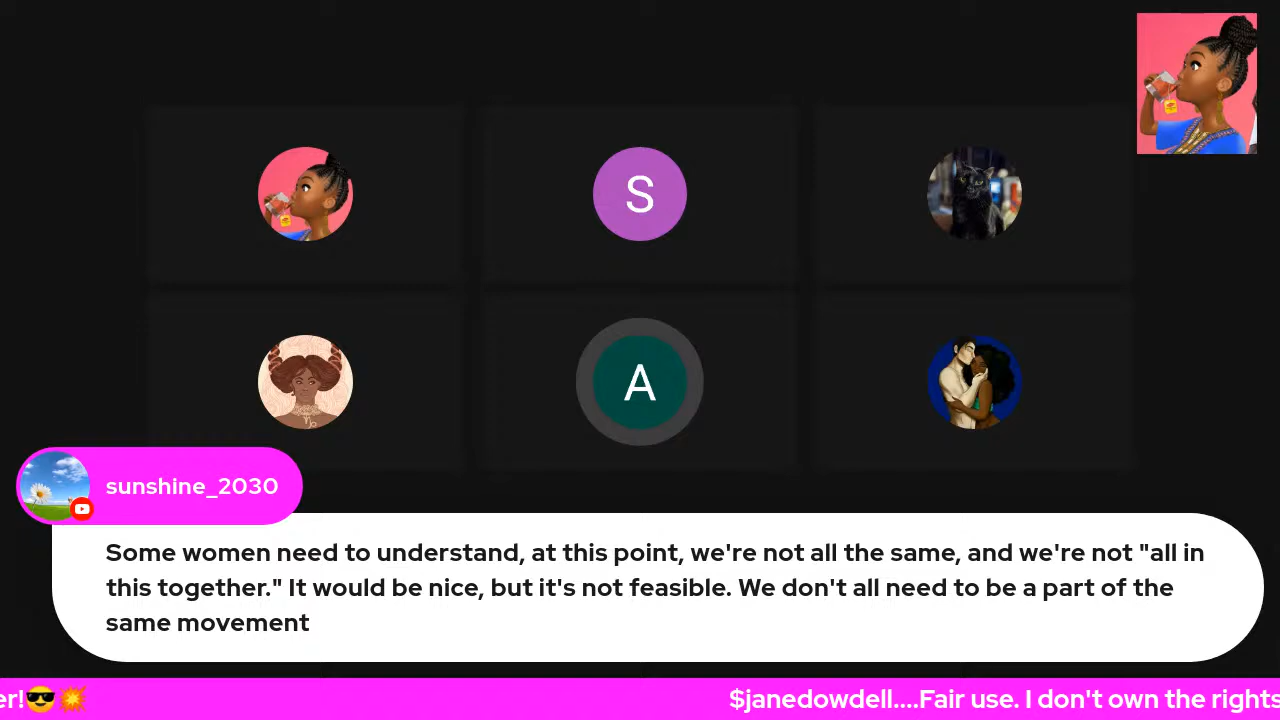 S
A
sunshine_2030
Some women need to understand, at this point, we're not all the same, and we're not "all in
this together." It would be nice, but it's not feasible. We don't all need to be a part of the
same movement
er!😎💥 $janedowdell....Fair use. I don't own the rights